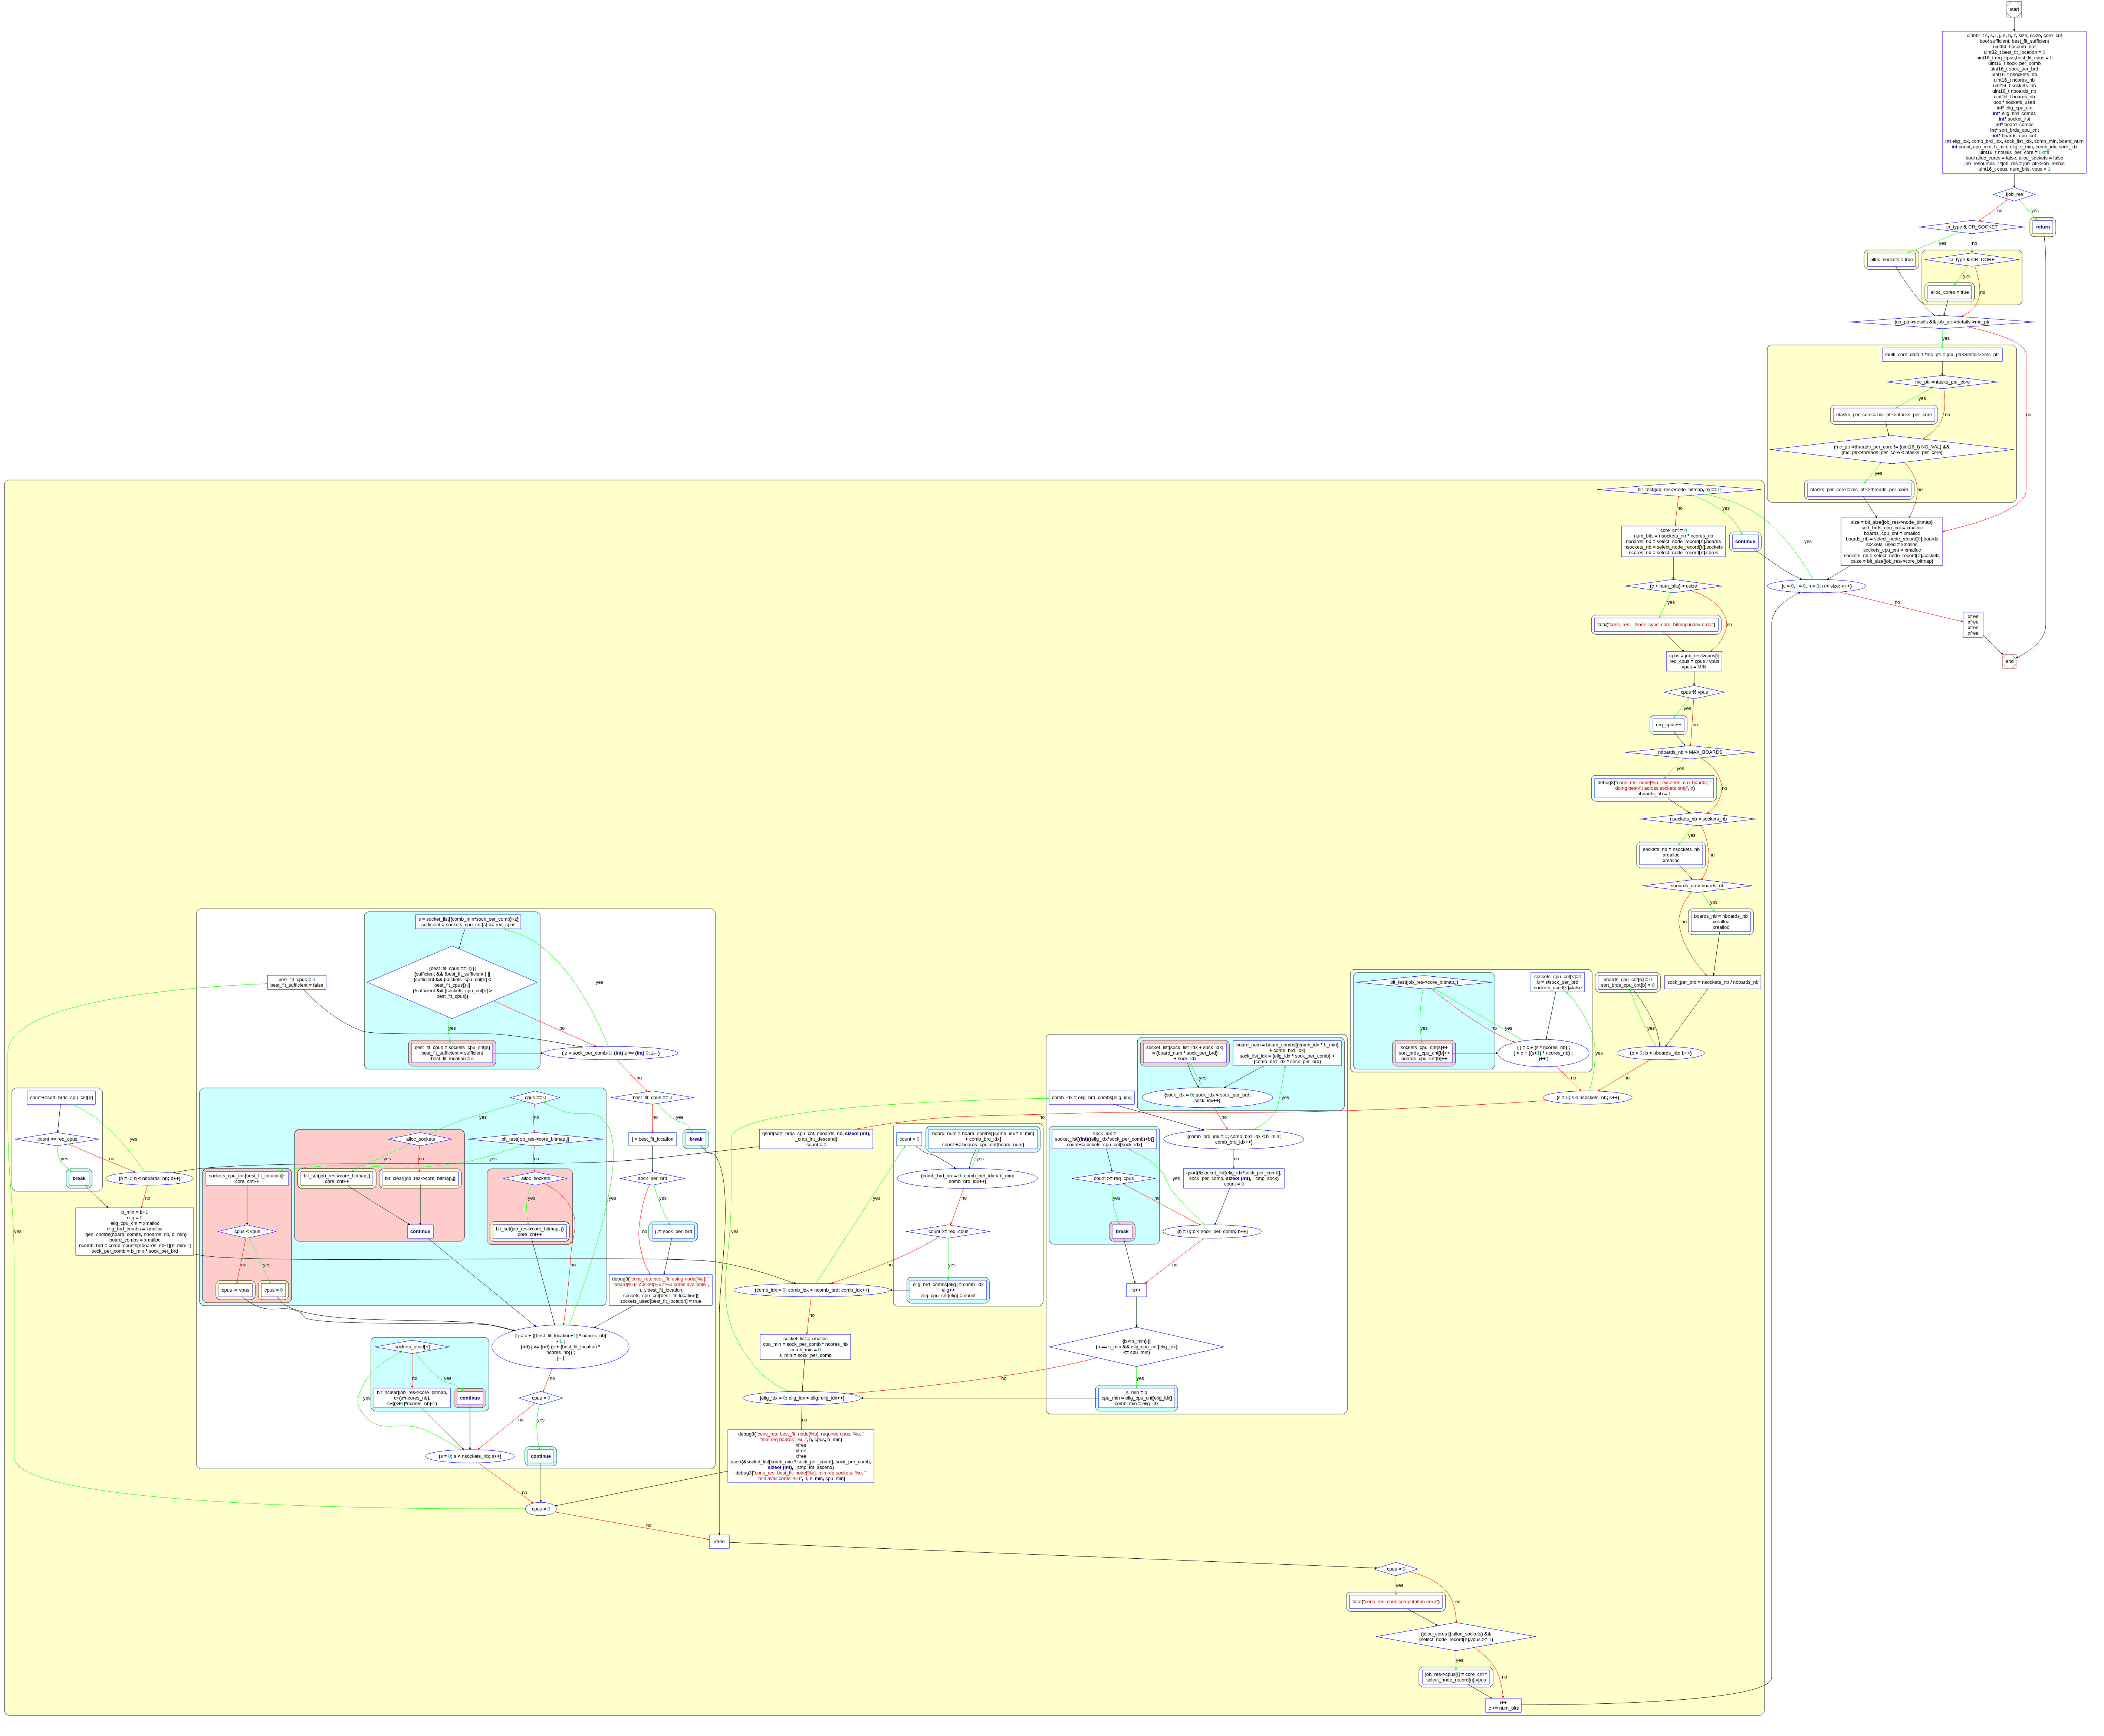 start
uint32_t c, s, i, j, n, b, z, size, csize, core_cnt
bool sufficient, best_fit_sufficient
uint64_t ncomb_brd
uint32_t best_fit_location = 0
uint16_t req_cpus,best_fit_cpus = 0
uint16_t sock_per_comb
uint16_t sock_per_brd
uint16_t nsockets_nb
uint16_t ncores_nb
uint16_t sockets_nb
uint16_t nboards_nb
uint16_t boards_nb
bool* sockets_used
int* elig_cpu_cnt
int* elig_brd_combs
int* socket_list
int* board_combs
int* sort_brds_cpu_cnt
int* boards_cpu_cnt
int elig_idx, comb_brd_idx, sock_list_idx, comb_min, board_num
int count, cpu_min, b_min, elig, s_min, comb_idx, sock_idx
uint16_t ntasks_per_core = 0xffff
bool alloc_cores = false, alloc_sockets = false
job_resources_t *job_res = job_ptr->job_resrcs
uint16_t cpus, num_bits, vpus = 1
!job_res
no
yes
cr_type & CR_SOCKET
return
yes
no
alloc_sockets = true
cr_type & CR_CORE
yes
alloc_cores = true
no
job_ptr->details && job_ptr->details->mc_ptr
yes
multi_core_data_t *mc_ptr = job_ptr->details->mc_ptr
mc_ptr->ntasks_per_core
yes
ntasks_per_core = mc_ptr->ntasks_per_core
no
no
(mc_ptr->threads_per_core != (uint16_t) NO_VAL) &&
(mc_ptr->threads_per_core < ntasks_per_core)
yes
ntasks_per_core = mc_ptr->threads_per_core
no
size = bit_size(job_res->node_bitmap)
sort_brds_cpu_cnt = xmalloc
boards_cpu_cnt = xmalloc
boards_nb = select_node_record[0].boards
sockets_used = xmalloc
sockets_cpu_cnt = xmalloc
sockets_nb = select_node_record[0].sockets
csize = bit_size(job_res->core_bitmap)
(c = 0, i = 0, n = 0; n < size; n++)
yes
no
xfree
xfree
xfree
xfree
end
bit_test(job_res->node_bitmap, n) == 0
no
yes
continue
core_cnt = 0
num_bits = nsockets_nb * ncores_nb
nboards_nb = select_node_record[n].boards
nsockets_nb = select_node_record[n].sockets
ncores_nb = select_node_record[n].cores
(c + num_bits) > csize
yes
fatal("cons_res: _block_sync_core_bitmap index error")
no
cpus = job_res->cpus[i]
req_cpus = cpus / vpus
vpus = MIN
cpus % vpus
yes
req_cpus++
no
nboards_nb > MAX_BOARDS
yes
debug3("cons_res: node[%u]: exceeds max boards; "
"doing best-fit across sockets only", n)
nboards_nb = 1
no
nsockets_nb > sockets_nb
yes
sockets_nb = nsockets_nb
xrealloc
xrealloc
no
nboards_nb > boards_nb
no
yes
boards_nb = nboards_nb
xrealloc
xrealloc
sock_per_brd = nsockets_nb / nboards_nb
boards_cpu_cnt[b] = 0
sort_brds_cpu_cnt[b] = 0
yes
(b = 0; b < nboards_nb; b++)
no
sockets_cpu_cnt[s]=0
b = s/sock_per_brd
sockets_used[s]=false
bit_test(job_res->core_bitmap,j)
yes
no
yes
sockets_cpu_cnt[s]++
sort_brds_cpu_cnt[b]++
boards_cpu_cnt[b]++
( j = c + (s * ncores_nb) ;
j < c + ((s+1) * ncores_nb) ;
j++ )
no
yes
(s = 0; s < nsockets_nb; s++)
no
qsort(sort_brds_cpu_cnt, nboards_nb, sizeof (int),
_cmp_int_descend)
count = 0
count+=sort_brds_cpu_cnt[b]
count >= req_cpus
yes
no
yes
break
(b = 0; b < nboards_nb; b++)
no
b_min = b+1
elig = 0
elig_cpu_cnt = xmalloc
elig_brd_combs = xmalloc
_gen_combs(board_combs, nboards_nb, b_min)
board_combs = xmalloc
ncomb_brd = comb_counts[nboards_nb-1][b_min-1]
sock_per_comb = b_min * sock_per_brd
count = 0
board_num = board_combs[(comb_idx * b_min)
+ comb_brd_idx]
count += boards_cpu_cnt[board_num]
yes
(comb_brd_idx = 0; comb_brd_idx < b_min;
comb_brd_idx++)
no
count >= req_cpus
no
yes
elig_brd_combs[elig] = comb_idx
elig++
elig_cpu_cnt[elig] = count
yes
(comb_idx = 0; comb_idx < ncomb_brd; comb_idx++)
no
socket_list = xmalloc
cpu_min = sock_per_comb * ncores_nb
comb_min = 0
s_min = sock_per_comb
yes
(elig_idx = 0; elig_idx < elig; elig_idx++)
no
comb_idx = elig_brd_combs[elig_idx]
socket_list[sock_list_idx + sock_idx]
= (board_num * sock_per_brd)
+ sock_idx
board_num = board_combs[(comb_idx * b_min)
+ comb_brd_idx]
sock_list_idx = (elig_idx * sock_per_comb) +
(comb_brd_idx * sock_per_brd)
yes
(sock_idx = 0; sock_idx < sock_per_brd;
sock_idx++)
yes
no
(comb_brd_idx = 0; comb_brd_idx < b_min;
comb_brd_idx++)
no
qsort(&socket_list[elig_idx*sock_per_comb],
sock_per_comb, sizeof (int), _cmp_sock)
count = 0
sock_idx =
socket_list[(int)((elig_idx*sock_per_comb)+b)]
count+=sockets_cpu_cnt[sock_idx]
count >= req_cpus
yes
no
yes
break
(b = 0; b < sock_per_comb; b++)
no
b++
(b < s_min) ||
(b == s_min && elig_cpu_cnt[elig_idx]
<= cpu_min)
no
yes
s_min = b
cpu_min = elig_cpu_cnt[elig_idx]
comb_min = elig_idx
debug3("cons_res: best_fit: node[%u]: required cpus: %u, "
"min req boards: %u,", n, cpus, b_min)
xfree
xfree
xfree
qsort(&socket_list[comb_min * sock_per_comb], sock_per_comb,
sizeof (int), _cmp_int_ascend)
debug3("cons_res: best_fit: node[%u]: min req sockets: %u, "
"min avail cores: %u", n, s_min, cpu_min)
yes
cpus > 0
no
best_fit_cpus = 0
best_fit_sufficient = false
s = socket_list[(comb_min*sock_per_comb)+z]
sufficient = sockets_cpu_cnt[s] >= req_cpus
(best_fit_cpus == 0) ||
(sufficient && !best_fit_sufficient ) ||
(sufficient && (sockets_cpu_cnt[s] <
best_fit_cpus)) ||
(!sufficient && (sockets_cpu_cnt[s] >
best_fit_cpus))
yes
no
yes
best_fit_cpus = sockets_cpu_cnt[s]
best_fit_sufficient = sufficient
best_fit_location = s
( z = sock_per_comb-1; (int) z >= (int) 0; z-- )
no
best_fit_cpus == 0
no
yes
break
j = best_fit_location
sock_per_brd
yes
no
j /= sock_per_brd
debug3("cons_res: best_fit: using node[%u]: "
"board[%u]: socket[%u]: %u cores available",
n, j, best_fit_location,
sockets_cpu_cnt[best_fit_location])
sockets_used[best_fit_location] = true
cpus == 0
yes
no
yes
alloc_sockets
yes
no
bit_test(job_res->core_bitmap,j)
yes
no
bit_set(job_res->core_bitmap,j)
core_cnt++
bit_clear(job_res->core_bitmap,j)
continue
alloc_sockets
yes
no
bit_set(job_res->core_bitmap, j)
core_cnt++
sockets_cpu_cnt[best_fit_location]--
core_cnt++
cpus < vpus
no
yes
cpus -= vpus
cpus = 0
( j = c + ((best_fit_location+1) * ncores_nb)
- 1 ;
(int) j >= (int) (c + (best_fit_location *
ncores_nb)) ;
j-- )
no
cpus > 0
no
yes
continue
sockets_used[s]
no
yes
yes
bit_nclear(job_res->core_bitmap,
c+(s*ncores_nb),
c+((s+1)*ncores_nb)-1)
continue
(s = 0; s < nsockets_nb; s++)
no
xfree
cpus > 0
yes
no
fatal("cons_res: cpus computation error")
(alloc_cores || alloc_sockets) &&
(select_node_record[n].vpus >= 1)
yes
no
job_res->cpus[i] = core_cnt *
select_node_record[n].vpus
i++
c += num_bits